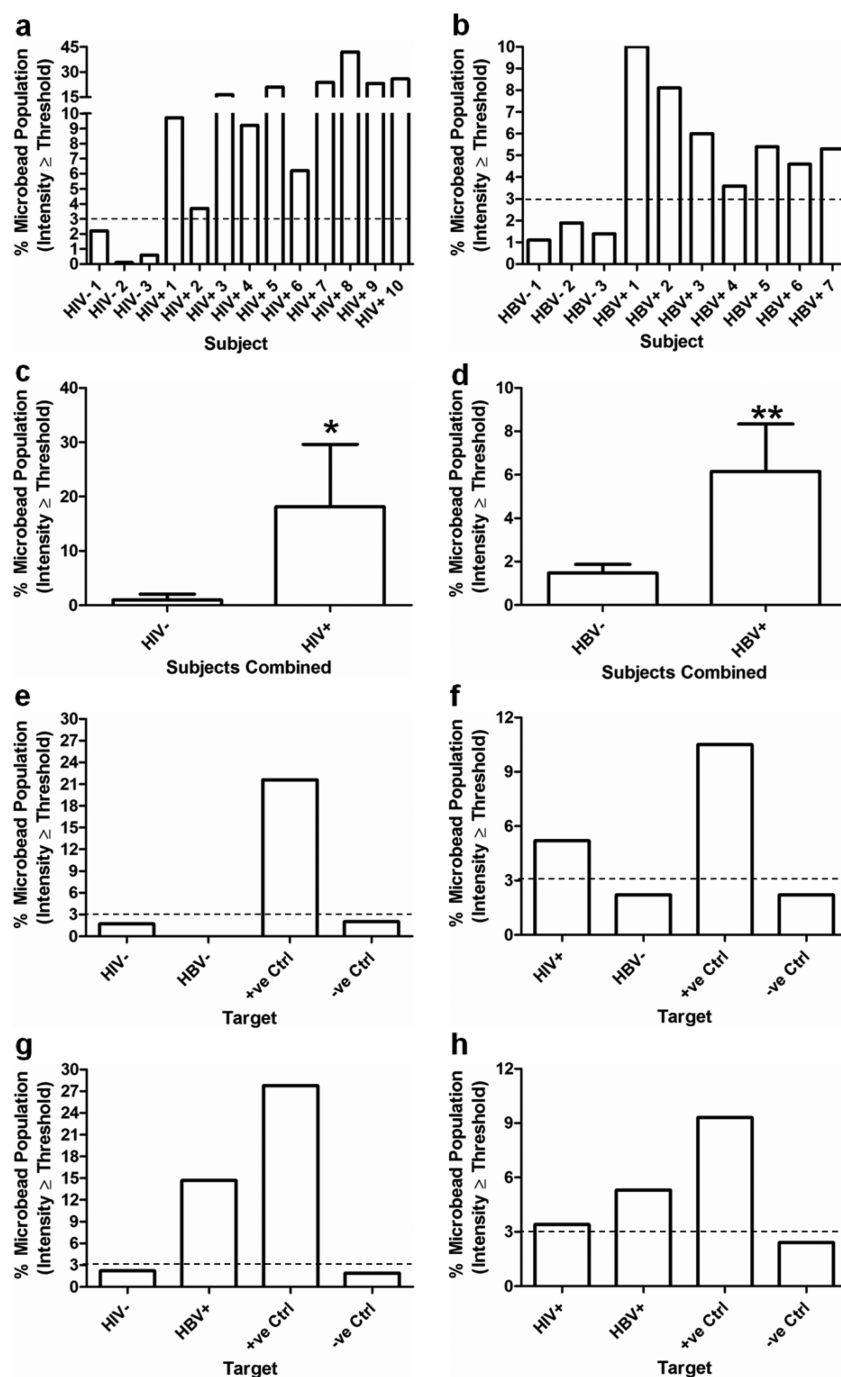 a
% Microbead Population
(Intensity ≥ Threshold)
45
30
15
10
9
8
7
6
5
4
3
2
1
0
HIV- 1
HIV- 2
HIV- 3
HIV+ 1
HIV+ 2
HIV+ 3
HIV+ 4
HIV+ 5
HIV+ 6
HIV+ 7
HIV+ 8
HIV+ 9
HIV+ 10
Subject
b
% Microbead Population
(Intensity ≥ Threshold)
10
9
8
7
6
5
4
3
2
1
0
HBV- 1
HBV- 2
HBV- 3
HBV+ 1
HBV+ 2
HBV+ 3
HBV+ 4
HBV+ 5
HBV+ 6
HBV+ 7
Subject
c
% Microbead Population
(Intensity ≥ Threshold)
40
30
20
10
0
*
HIV-
HIV+
Subjects Combined
d
% Microbead Population
(Intensity ≥ Threshold)
10
8
6
4
2
0
**
HBV-
HBV+
Subjects Combined
e
% Microbead Population
(Intensity ≥ Threshold)
30
27
24
21
18
15
12
9
6
3
0
HIV-
HBV-
+ve Ctrl
-ve Ctrl
Target
f
% Microbead Population
(Intensity ≥ Threshold)
12
9
6
3
0
HIV+
HBV-
+ve Ctrl
-ve Ctrl
Target
g
% Microbead Population
(Intensity ≥ Threshold)
30
27
24
21
18
15
12
9
6
3
0
HIV-
HBV+
+ve Ctrl
-ve Ctrl
Target
h
% Microbead Population
(Intensity ≥ Threshold)
12
9
6
3
0
HIV+
HBV+
+ve Ctrl
-ve Ctrl
Target